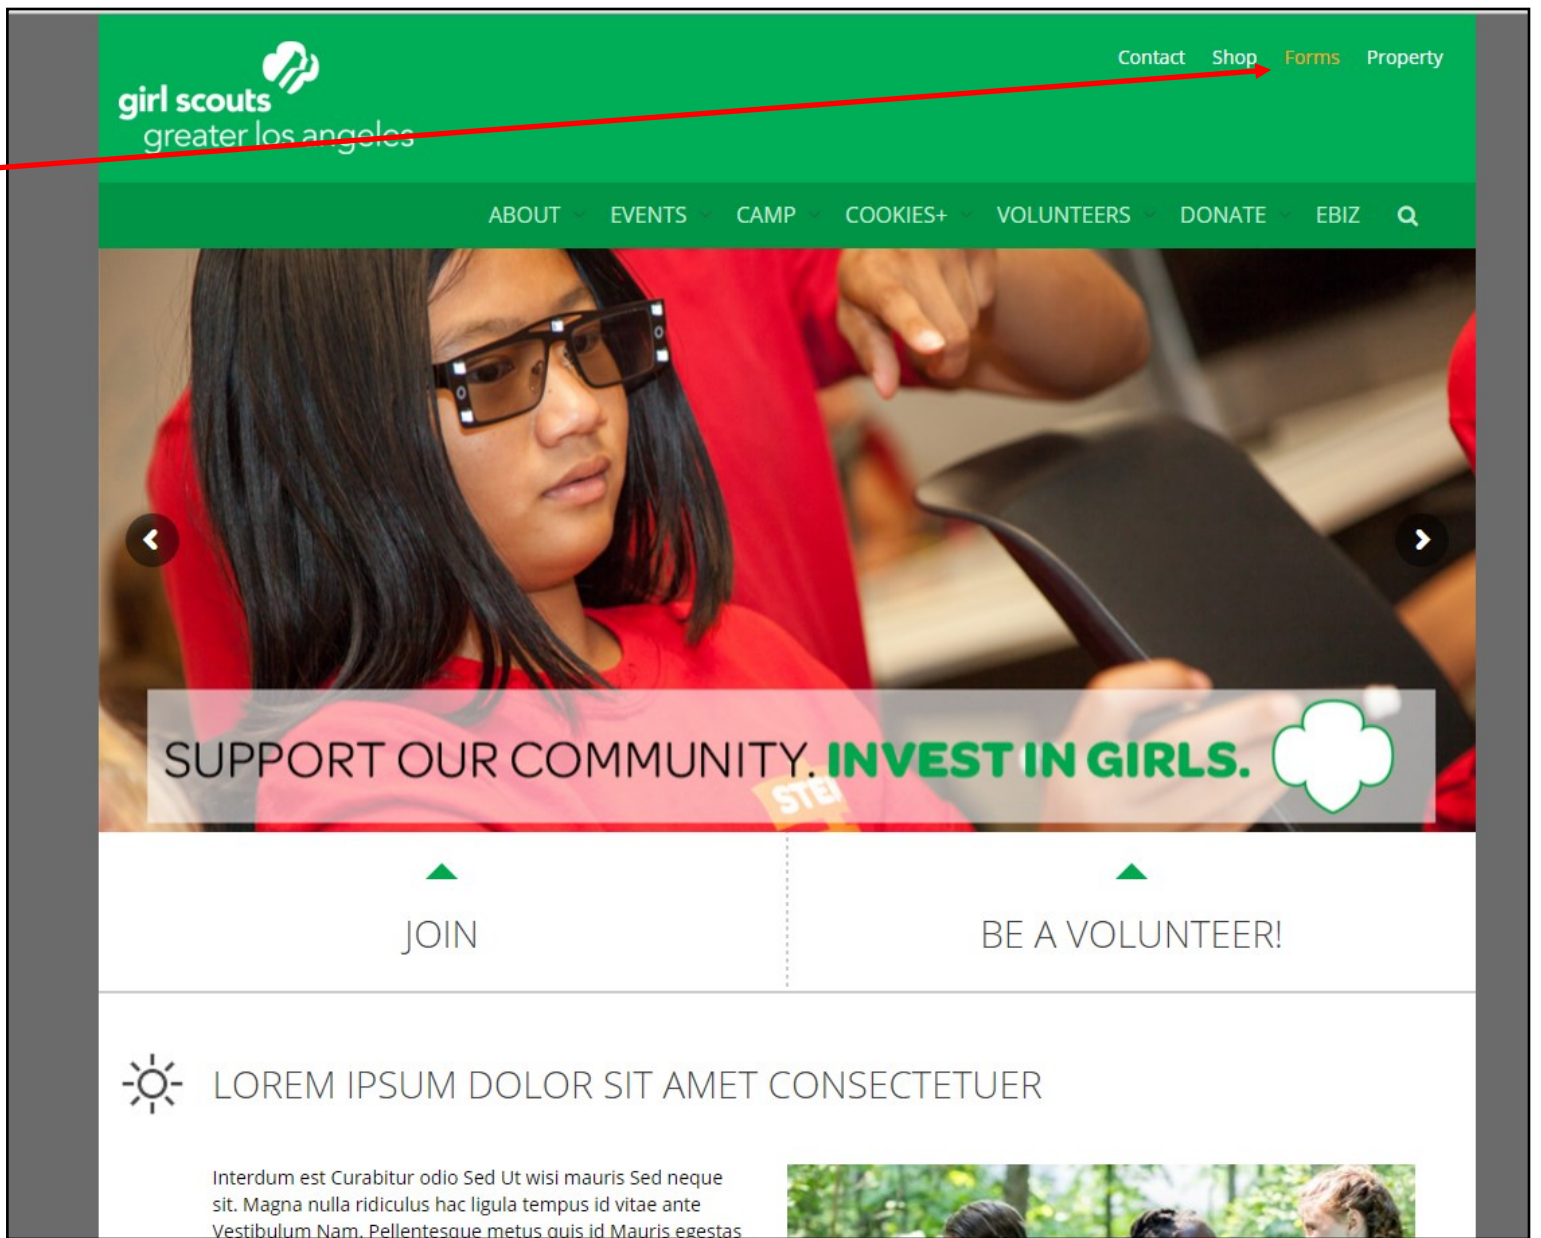 Contact Shop Forms Property
girl scouts
greater los angeles
ABOUT EVENTS CAMP COOKIES+ VOLUNTEERS DONATE EBIZ
SUPPORT OUR COMMUNITY. INVEST IN GIRLS.
JOIN
BE A VOLUNTEER!
LOREM IPSUM DOLOR SIT AMET CONSECTETUER
Interdum est Curabitur odio Sed Ut wisi mauris Sed neque
sit. Magna nulla ridiculus hac ligula tempus id vitae ante
Vestibulum Nam. Pellentesque metus quis id Mauris egestas